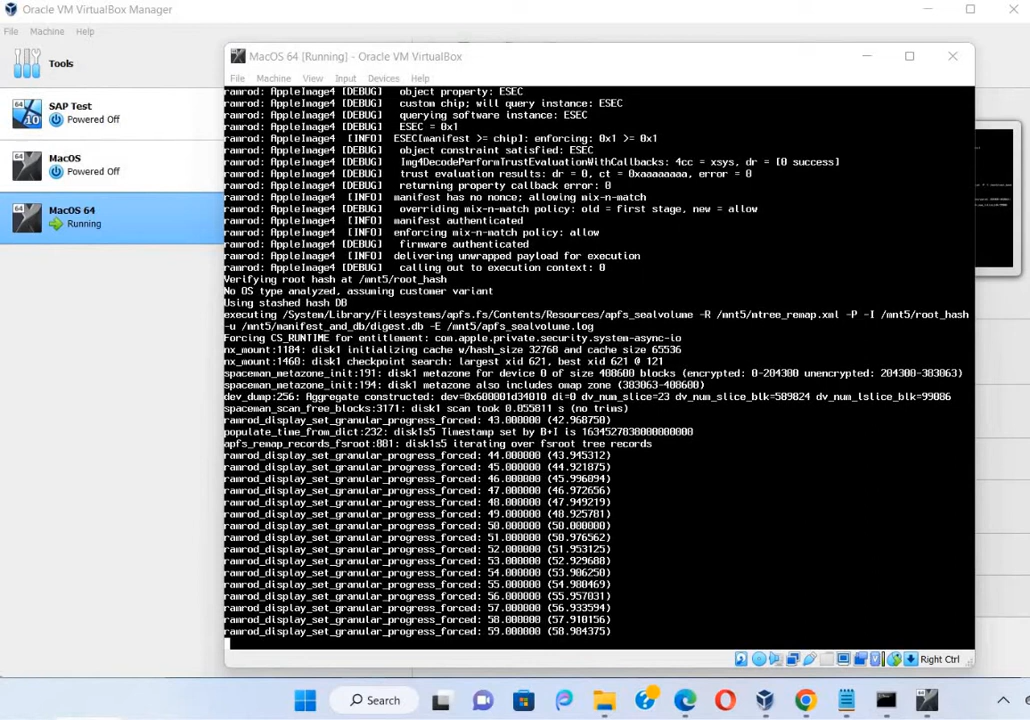 Oracle VM VirtualBox Manager
File Machine Help
Tools
SAP Test
Powered Off
MacOS
Powered Off
MacOS 64
Running
MacOS 64 [Running] - Oracle VM VirtualBox
File Machine View Input Devices Help
ramrod: AppleImage4 [DEBUG] object property: ESEC
ramrod: AppleImage4 [DEBUG] custom chip; will query instance: ESEC
ramrod: AppleImage4 [DEBUG] querying software instance: ESEC
ramrod: AppleImage4 [DEBUG] ESEC = 0x1
ramrod: AppleImage4 [INFO] ESEC[manifest >= chip]: enforcing: 0x1 >= 0x1
ramrod: AppleImage4 [DEBUG] object constraint satisfied: ESEC
ramrod: AppleImage4 [DEBUG] Img4DecodePerformTrustEvaluationWithCallbacks: 4cc = xsys, dr = [0 success]
ramrod: AppleImage4 [DEBUG] trust evaluation results: dr = 0, ct = 0xaaaaaaaa, error = 0
ramrod: AppleImage4 [DEBUG] returning property callback error: 0
ramrod: AppleImage4 [INFO] manifest has no nonce; allowing mix-n-match
ramrod: AppleImage4 [DEBUG] overriding mix-n-match policy: old = first stage, new = allow
ramrod: AppleImage4 [INFO] manifest authenticated
ramrod: AppleImage4 [INFO] enforcing mix-n-match policy: allow
ramrod: AppleImage4 [DEBUG] firmware authenticated
ramrod: AppleImage4 [INFO] delivering unwrapped payload for execution
ramrod: AppleImage4 [DEBUG] calling out to execution context: 0
Verifying root hash at /mnt5/root_hash
No OS type analyzed, assuming customer variant
Using stashed hash DB
executing /System/Library/Filesystems/apfs.fs/Contents/Resources/apfs_sealvolume -R /mnt5/mtree_remap.xml -P -I /mnt5/root_hash
-u /mnt5/manifest_and_db/digest.db -E /mnt5/apfs_sealvolume.log
Forcing CS_RUNTIME for entitlement: com.apple.private.security.system-async-io
nx_mount:1184: disk1 initializing cache w/hash_size 32768 and cache size 65536
nx_mount:1460: disk1 checkpoint search: largest xid 621, best xid 621 @ 121
spaceman_metazone_init:191: disk1 metazone for device 0 of size 408600 blocks (encrypted: 0-204300 unencrypted: 204300-383063)
spaceman_metazone_init:194: disk1 metazone also includes omap zone (383063-408600)
dev_dump:256: Aggregate constructed: dev=0x600001d34010 di=0 dv_num_slice=23 dv_num_slice_blk=589824 dv_num_lslice_blk=99086
spaceman_scan_free_blocks:3171: disk1 scan took 0.055811 s (no trims)
ramrod_display_set_granular_progress_forced: 43.000000 (42.968750)
populate_time_from_dict:232: disk1s5 Timestamp set by B+I is 1634527838000000000
apfs_remap_records_fsroot:881: disk1s5 iterating over fsroot tree records
ramrod_display_set_granular_progress_forced: 44.000000 (43.945312)
ramrod_display_set_granular_progress_forced: 45.000000 (44.921875)
ramrod_display_set_granular_progress_forced: 46.000000 (45.996094)
ramrod_display_set_granular_progress_forced: 47.000000 (46.972656)
ramrod_display_set_granular_progress_forced: 48.000000 (47.949219)
ramrod_display_set_granular_progress_forced: 49.000000 (48.925781)
ramrod_display_set_granular_progress_forced: 50.000000 (50.000000)
ramrod_display_set_granular_progress_forced: 51.000000 (50.976562)
ramrod_display_set_granular_progress_forced: 52.000000 (51.953125)
ramrod_display_set_granular_progress_forced: 53.000000 (52.929688)
ramrod_display_set_granular_progress_forced: 54.000000 (53.906250)
ramrod_display_set_granular_progress_forced: 55.000000 (54.980469)
ramrod_display_set_granular_progress_forced: 56.000000 (55.957031)
ramrod_display_set_granular_progress_forced: 57.000000 (56.933594)
ramrod_display_set_granular_progress_forced: 58.000000 (57.910156)
ramrod_display_set_granular_progress_forced: 59.000000 (58.984375)
Right Ctrl
Search